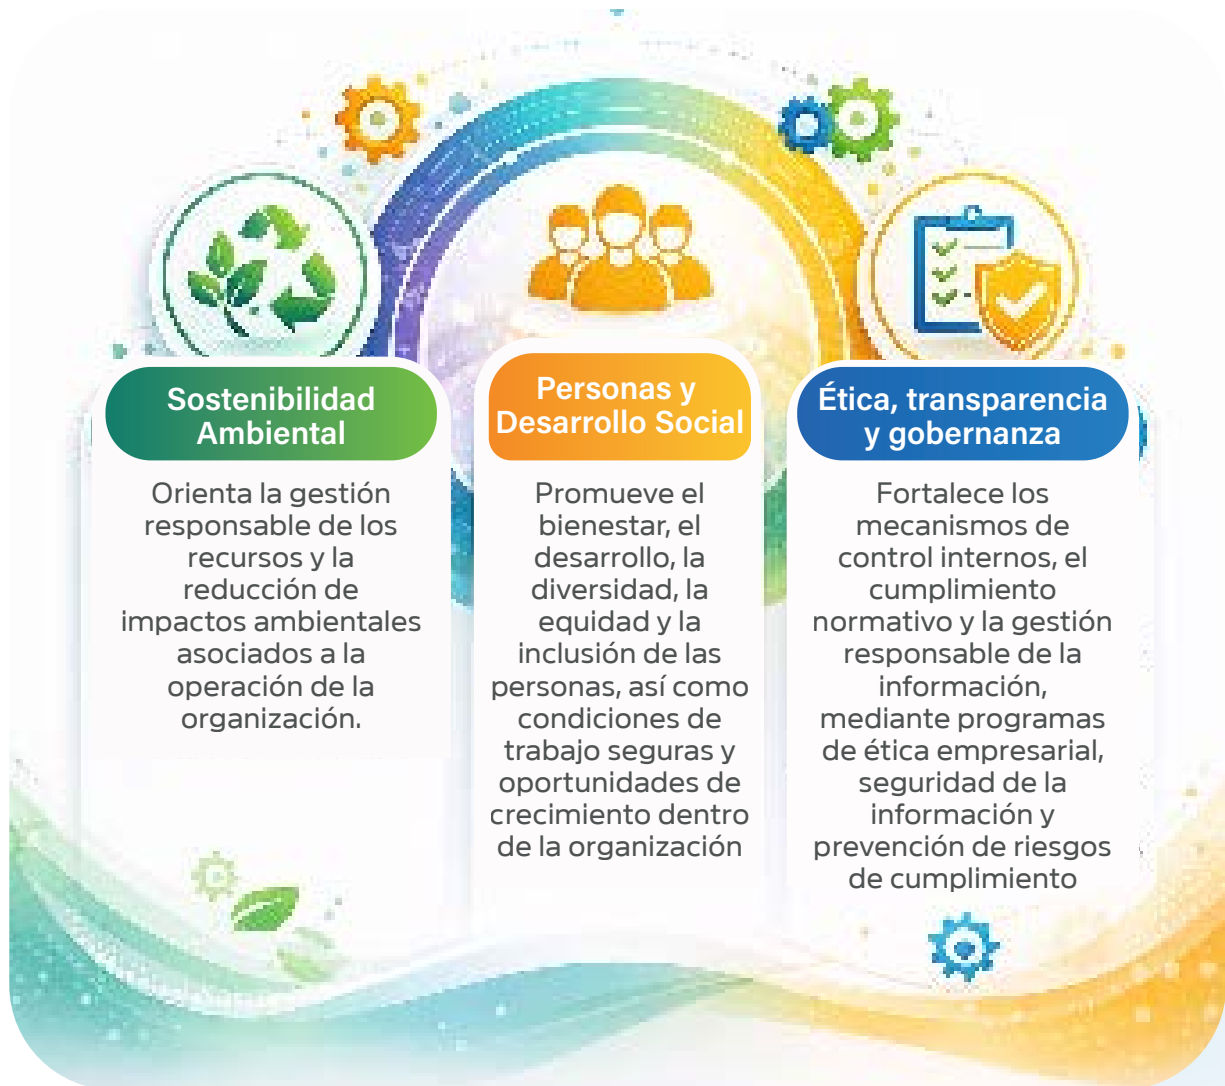 Sostenibilidad
Ambiental
Orienta la gestión
responsable de los
recursos y la
reducción de
impactos ambientales
asociados a la
operación de la
organización.
Personas y
Desarrollo Social
Promueve el
bienestar, el
desarrollo, la
diversidad, la
equidad y la
inclusión de las
personas, así como
condiciones de
trabajo seguras y
oportunidades de
crecimiento dentro
de la organización
Ética, transparencia
y gobernanza
Fortalece los
mecanismos de
control internos, el
cumplimiento
normativo y la gestión
responsable de la
información,
mediante programas
de ética empresarial,
seguridad de la
información y
prevención de riesgos
de cumplimiento